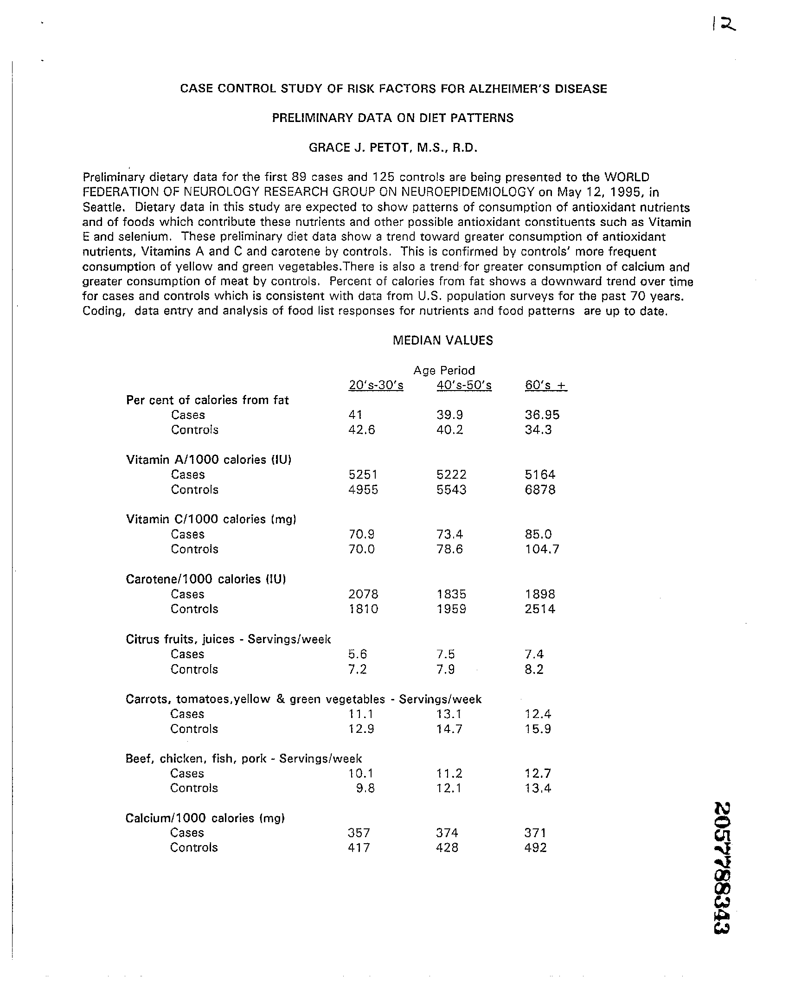 12
CASE CONTROL STUDY OF RISK FACTORS FOR ALZHEIMER'S DISEASE
PRELIMINARY DATA ON DIET PATTERNS
GRACE J. PETOT, M.S., R.D.
Preliminary dietary data for the first 89 cases and 125 controls are being presented to the WORLD
FEDERATION OF NEUROLOGY RESEARCH GROUP ON NEUROEPIDEMIOLOGY on May 12, 1995, in
Seattle. Dietary data in this study are expected to show patterns of consumption of antioxidant nutrients
and of foods which contribute these nutrients and other possible antioxidant constituents such as Vitamin
E and selenium. These preliminary diet data show a trend toward greater consumption of antioxidant
nutrients, Vitamins A and C and carotene by controls. This is confirmed by controls' more frequent
consumption of yellow and green vegetables.There is also a trend for greater consumption of calcium and
greater consumption of meat by controls. Percent of calories from fat shows a downward trend over time
for cases and controls which is consistent with data from U.S. population surveys for the past 70 years.
Coding, data entry and analysis of food list responses for nutrients and food patterns are up to date.
MEDIAN VALUES
Age Period
20's-30's 40's-50's 60's +
Per cent of calories from fat
Cases 41 39.9 36.95
Controls 42.6 40.2 34.3
Vitamin A/1000 calories (IU)
Cases 5251 5222 5164
Controls 4955 5543 6878
Vitamin C/1000 calories (mg)
Cases 70.9 73.4 85.0
Controls 70.0 78.6 104.7
Carotene/1000 calories (IU)
Cases 2078 1835 1898
Controls 1810 1959 2514
Citrus fruits, juices - Servings/week
Cases 5.6 7.5 7.4
Controls 7.2 7.9 8.2
Carrots, tomatoes,yellow & green vegetables - Servings/week
Cases 11.1 13.1 12.4
Controls 12.9 14.7 15.9
Beef, chicken, fish, pork - Servings/week
Cases 10.1 11.2 12.7
Controls 9.8 12.1 13.4
Calcium/1000 calories (mg)
Cases 357 374 371
Controls 417 428 492
2057788343